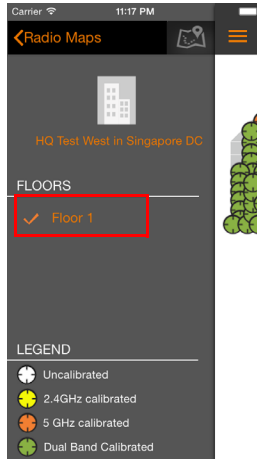 Carrier 11:17 PM
Radio Maps
HQ Test West in Singapore DC
FLOORS
Floor 1
LEGEND
Uncalibrated
2.4GHz calibrated
5 GHz calibrated
Dual Band Calibrated